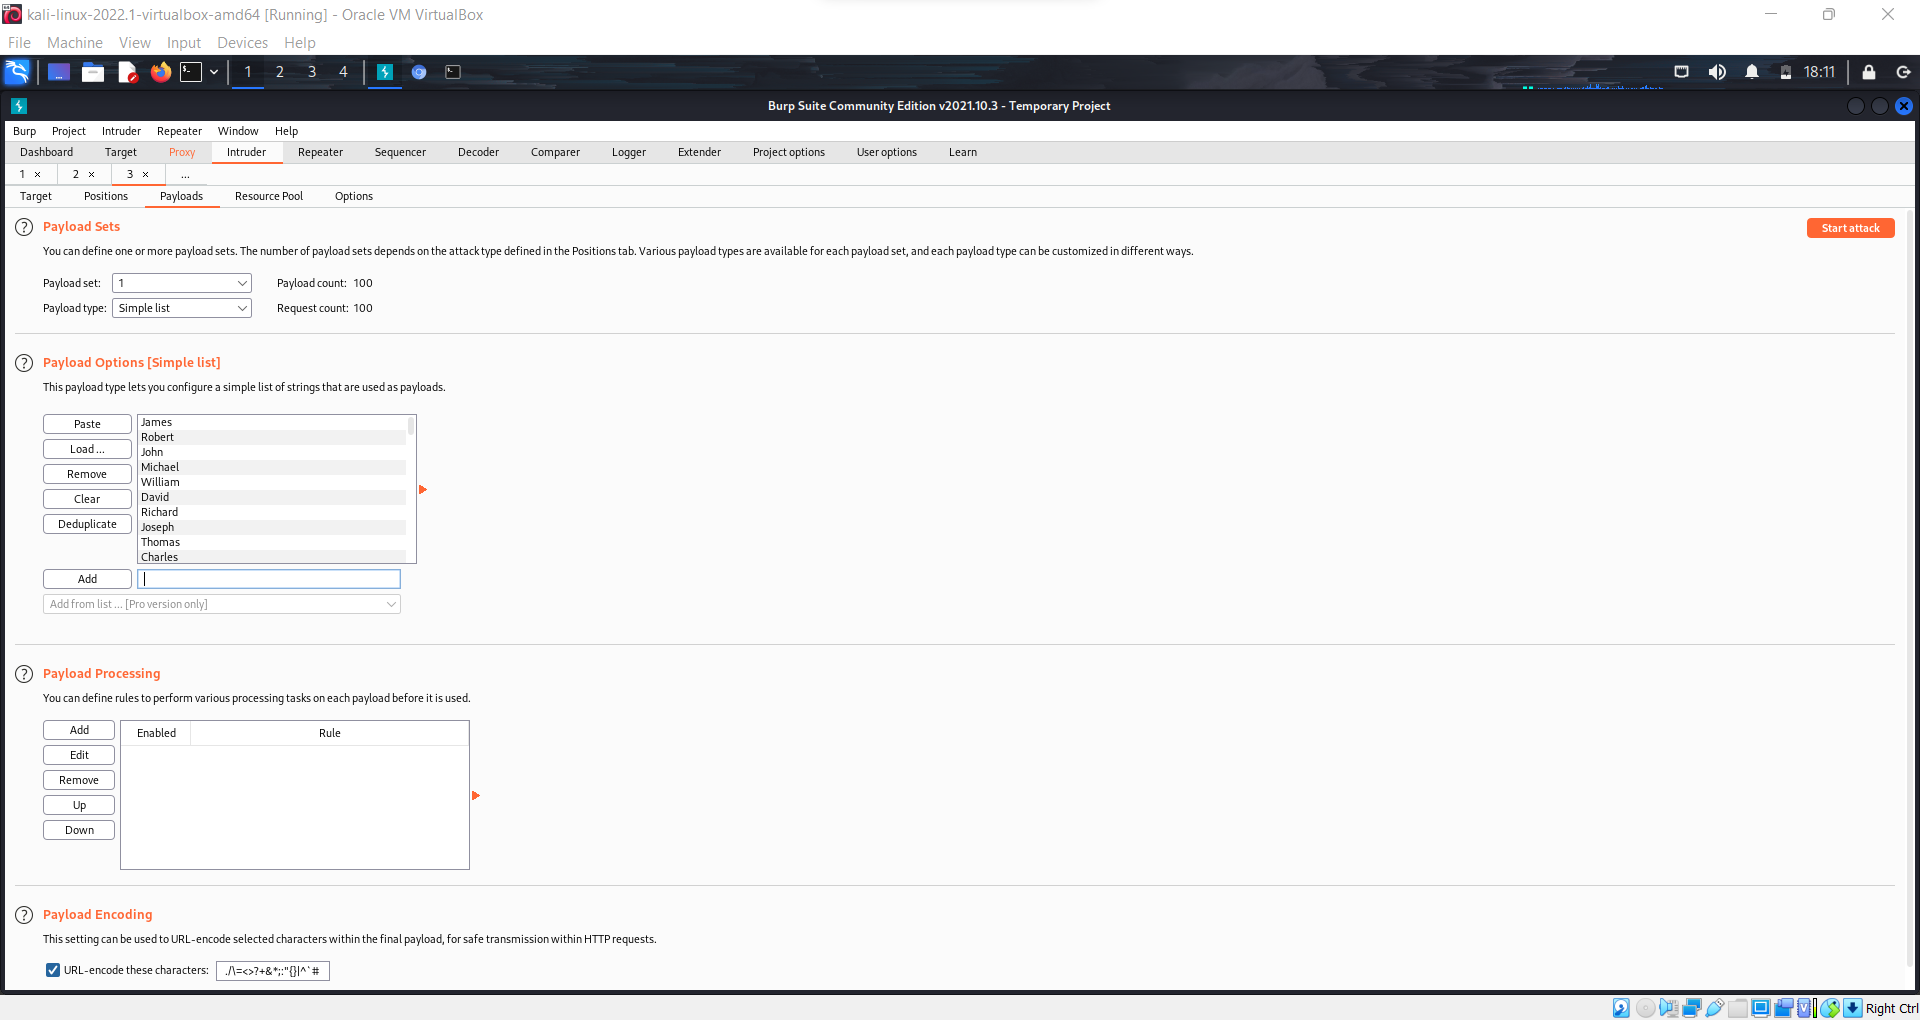 kali-linux-2022.1-virtualbox-amd64 [Running] - Oracle VM VirtualBox
File Machine View Input Devices Help
1 2 3 4 18:11
Burp Suite Community Edition v2021.10.3 - Temporary Project
Burp Project Intruder Repeater Window Help
Dashboard Target Proxy Intruder Repeater Sequencer Decoder Comparer Logger Extender Project options User options Learn
1 × 2 × 3 × ...
Target Positions Payloads Resource Pool Options
? Payload Sets Start attack
You can define one or more payload sets. The number of payload sets depends on the attack type defined in the Positions tab. Various payload types are available for each payload set, and each payload type can be customized in different ways.
Payload set: 1 Payload count: 100
Payload type: Simple list Request count: 100
? Payload Options [Simple list]
This payload type lets you configure a simple list of strings that are used as payloads.
Paste
Load ...
Remove
Clear
Deduplicate
James
Robert
John
Michael
William
David
Richard
Joseph
Thomas
Charles
Add
Add from list ... [Pro version only]
? Payload Processing
You can define rules to perform various processing tasks on each payload before it is used.
Add
Edit
Remove
Up
Down
Enabled Rule
? Payload Encoding
This setting can be used to URL-encode selected characters within the final payload, for safe transmission within HTTP requests.
URL-encode these characters: ./\=<>?+&*;:"{}|^`#
Right Ctrl